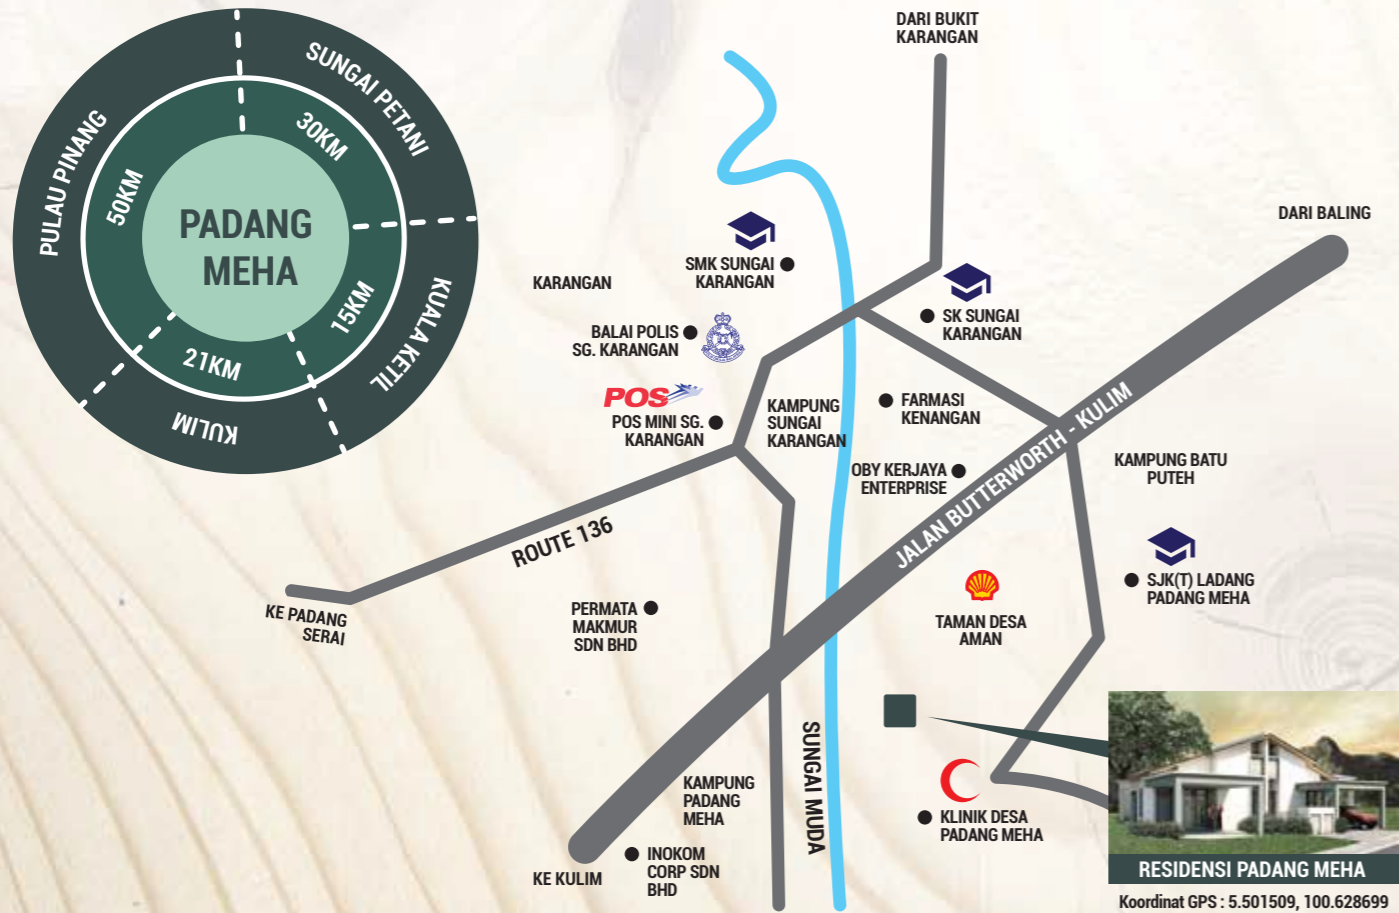 PULAU PINANG
50KM
SUNGAI PETANI
30KM
PADANG
MEHA
15KM
KUALA KETIL
21KM
KULIM
DARI BUKIT
KARANGAN
DARI BALING
KARANGAN
SMK SUNGAI
KARANGAN
SK SUNGAI
KARANGAN
BALAI POLIS
SG. KARANGAN
POS
POS MINI SG.
KARANGAN
KAMPUNG
SUNGAI
KARANGAN
FARMASI
KENANGAN
OBY KERJAYA
ENTERPRISE
JALAN BUTTERWORTH - KULIM
KAMPUNG BATU
PUTEH
ROUTE 136
SJK(T) LADANG
PADANG MEHA
KE PADANG
SERAI
PERMATA
MAKMUR
SDN BHD
TAMAN DESA
AMAN
SUNGAI MUDA
KAMPUNG
PADANG
MEHA
KLINIK DESA
PADANG MEHA
KE KULIM
INOKOM
CORP SDN
BHD
RESIDENSI PADANG MEHA
Koordinat GPS : 5.501509, 100.628699